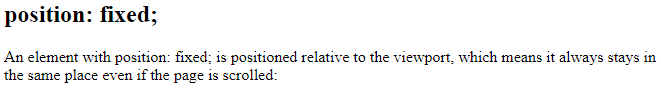 position: fixed;
An element with position: fixed; is positioned relative to the viewport, which means it always stays in
the same place even if the page is scrolled: